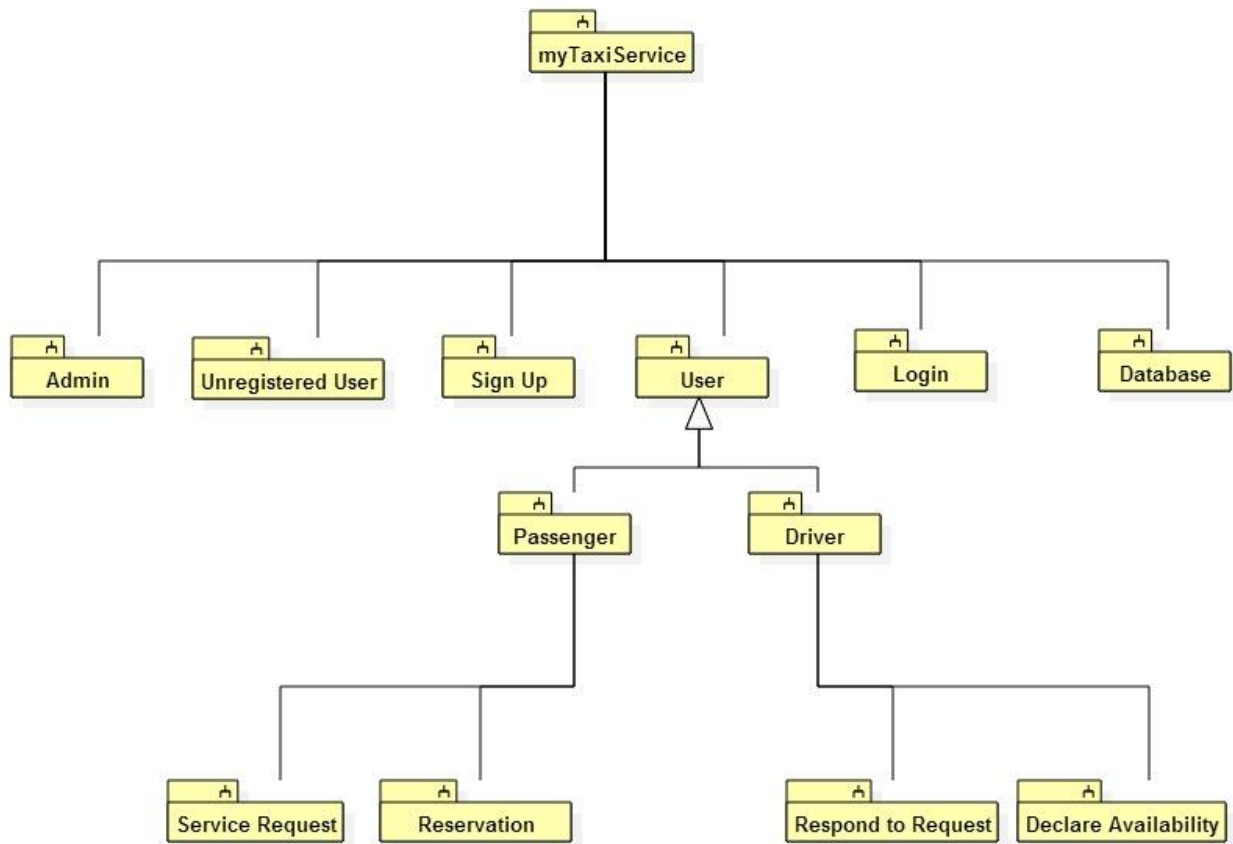 myTaxiService
Admin
Unregistered User
Sign Up
User
Login
Database
Passenger
Driver
Service Request
Reservation
Respond to Request
Declare Availability